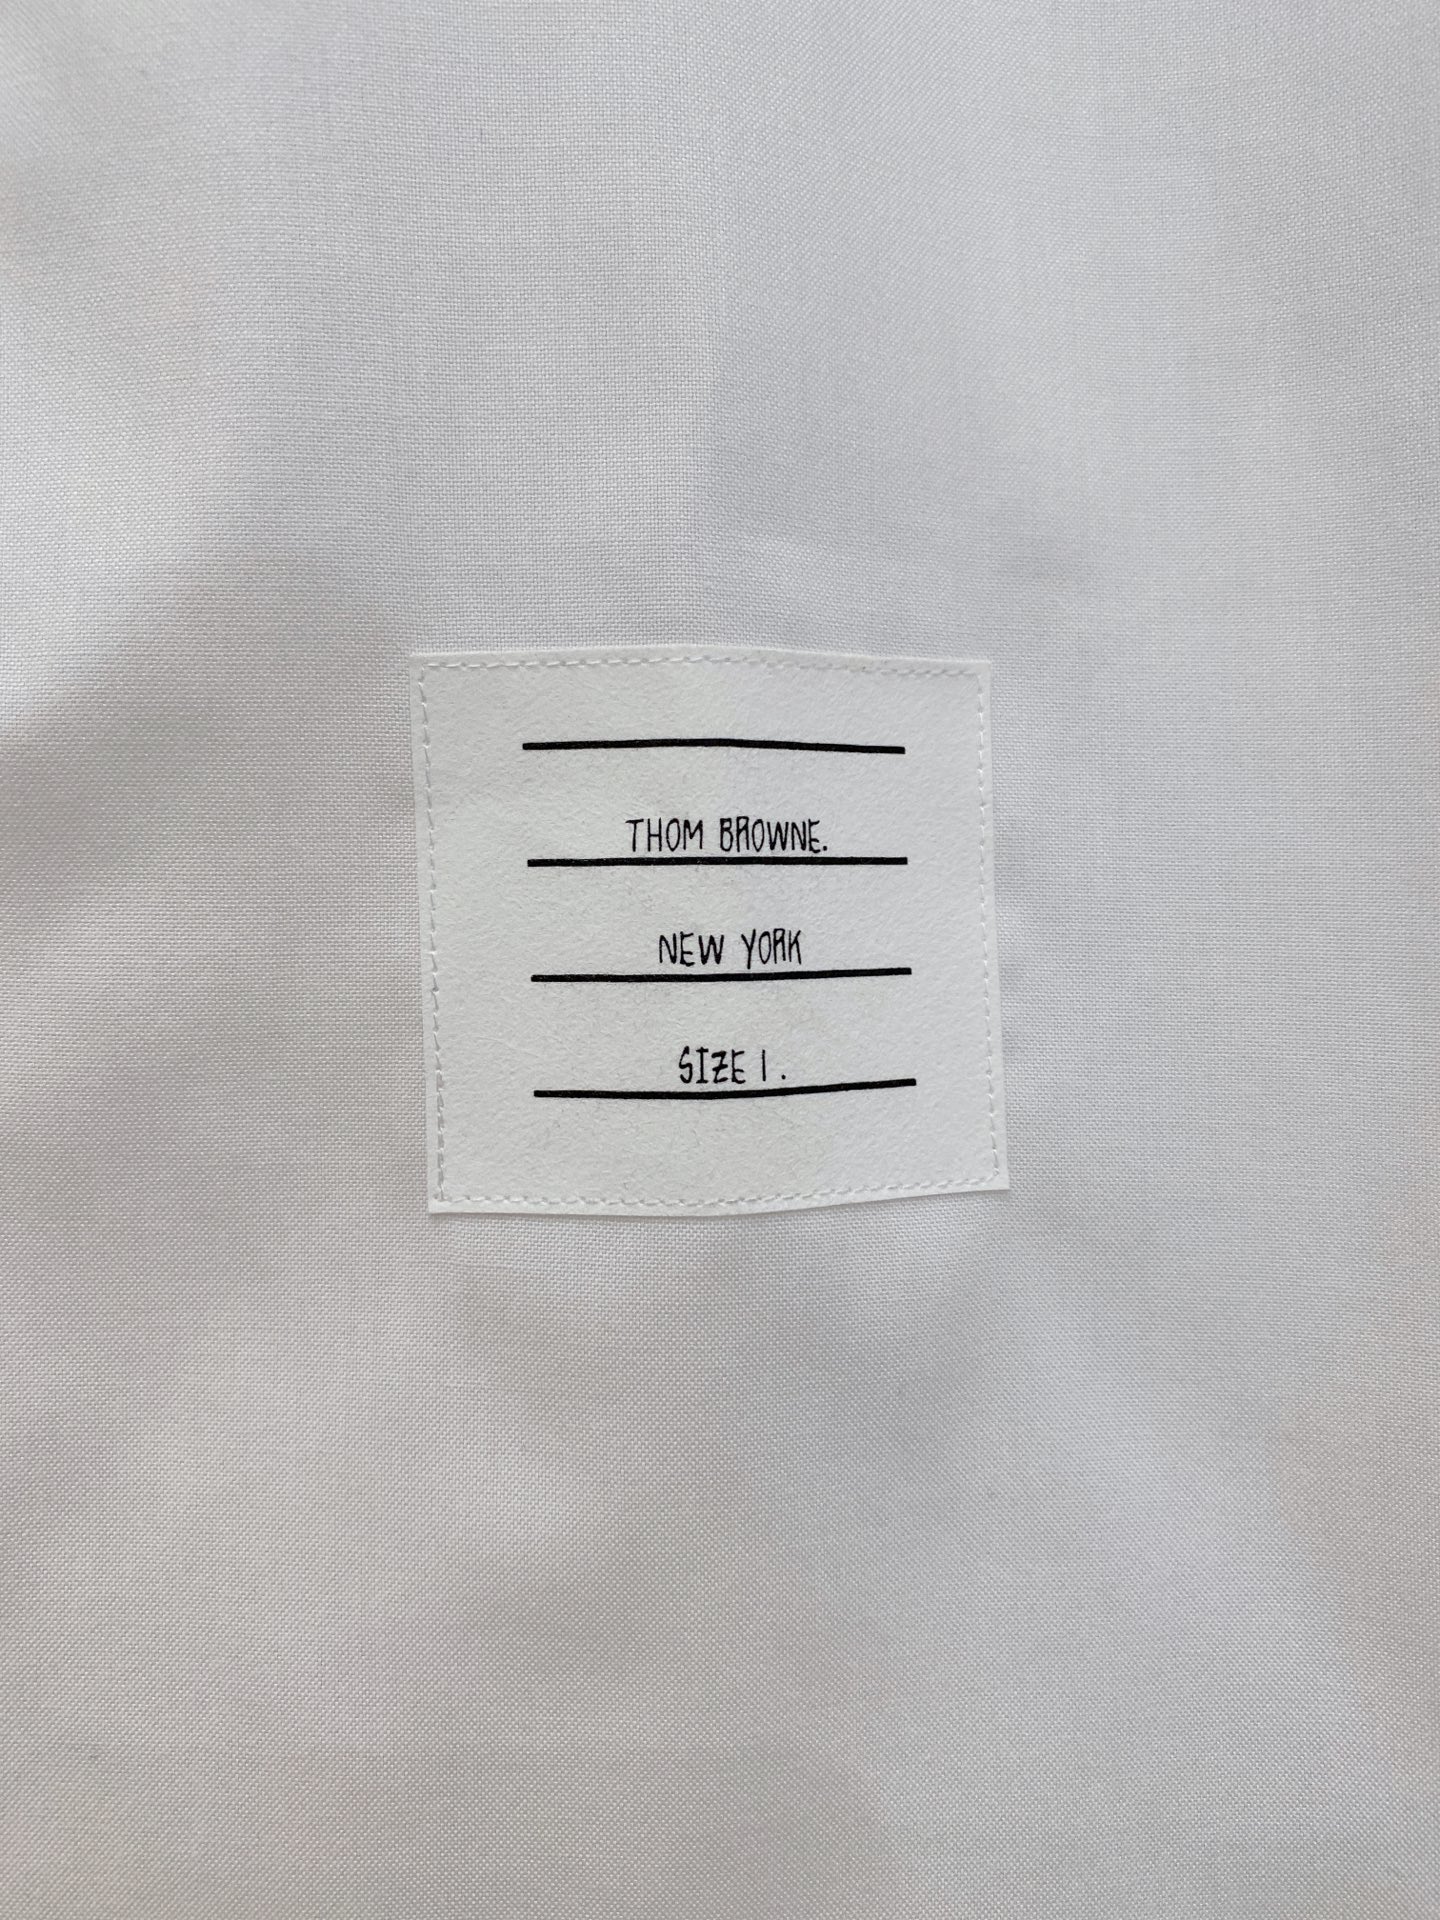 THOM BROWNE.
NEW YORK
SIZE 1.